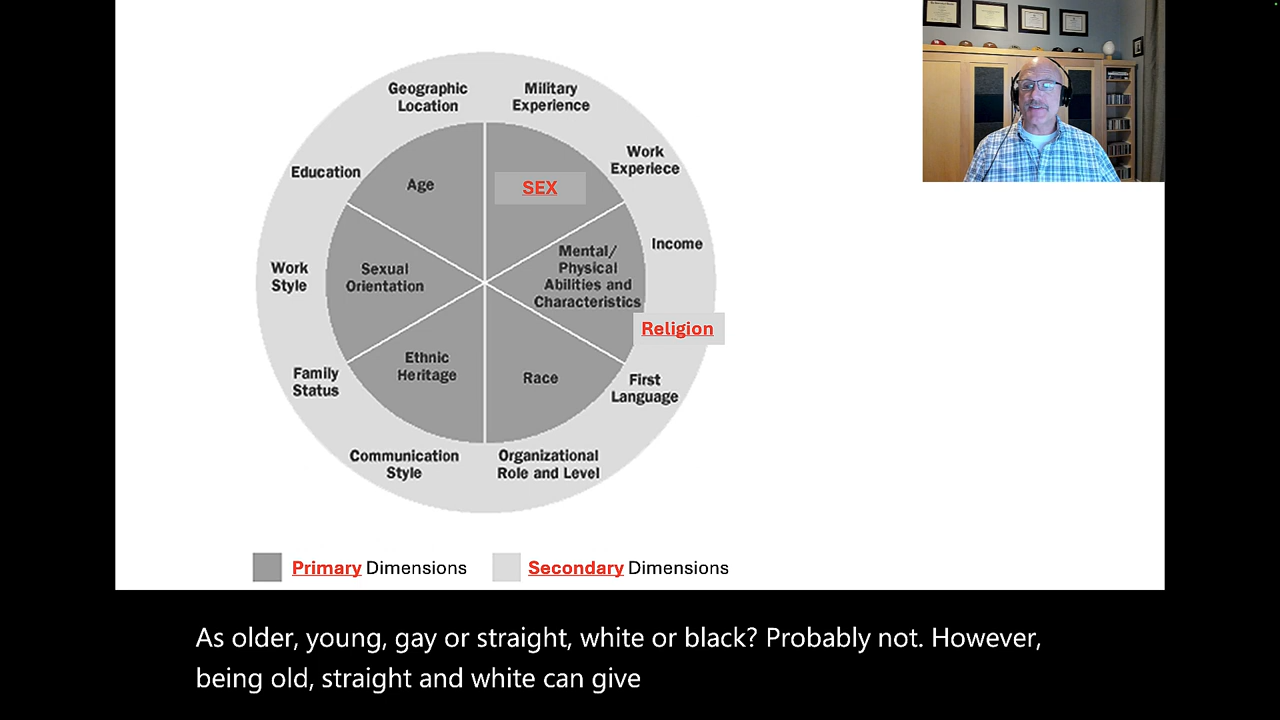 Geographic
Location
Military
Experience
Education
Work
Experiece
Age
SEX
Income
Work
Style
Sexual
Orientation
Mental/
Physical
Abilities and
Characteristics
Religion
Family
Status
Ethnic
Heritage
Race
First
Language
Communication
Style
Organizational
Role and Level
Primary Dimensions
Secondary Dimensions
As older, young, gay or straight, white or black? Probably not. However,
being old, straight and white can give